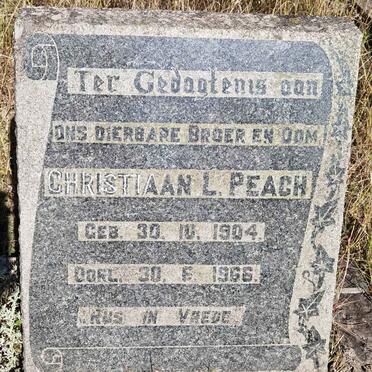 Ter Gedagtenis aan
ONS DIERBARE BROER EN OOM
CHRISTIAAN L. PEACH
GEB. 30. 10. 1904.
OORL. 30. 1966.
RUS IN VREDE